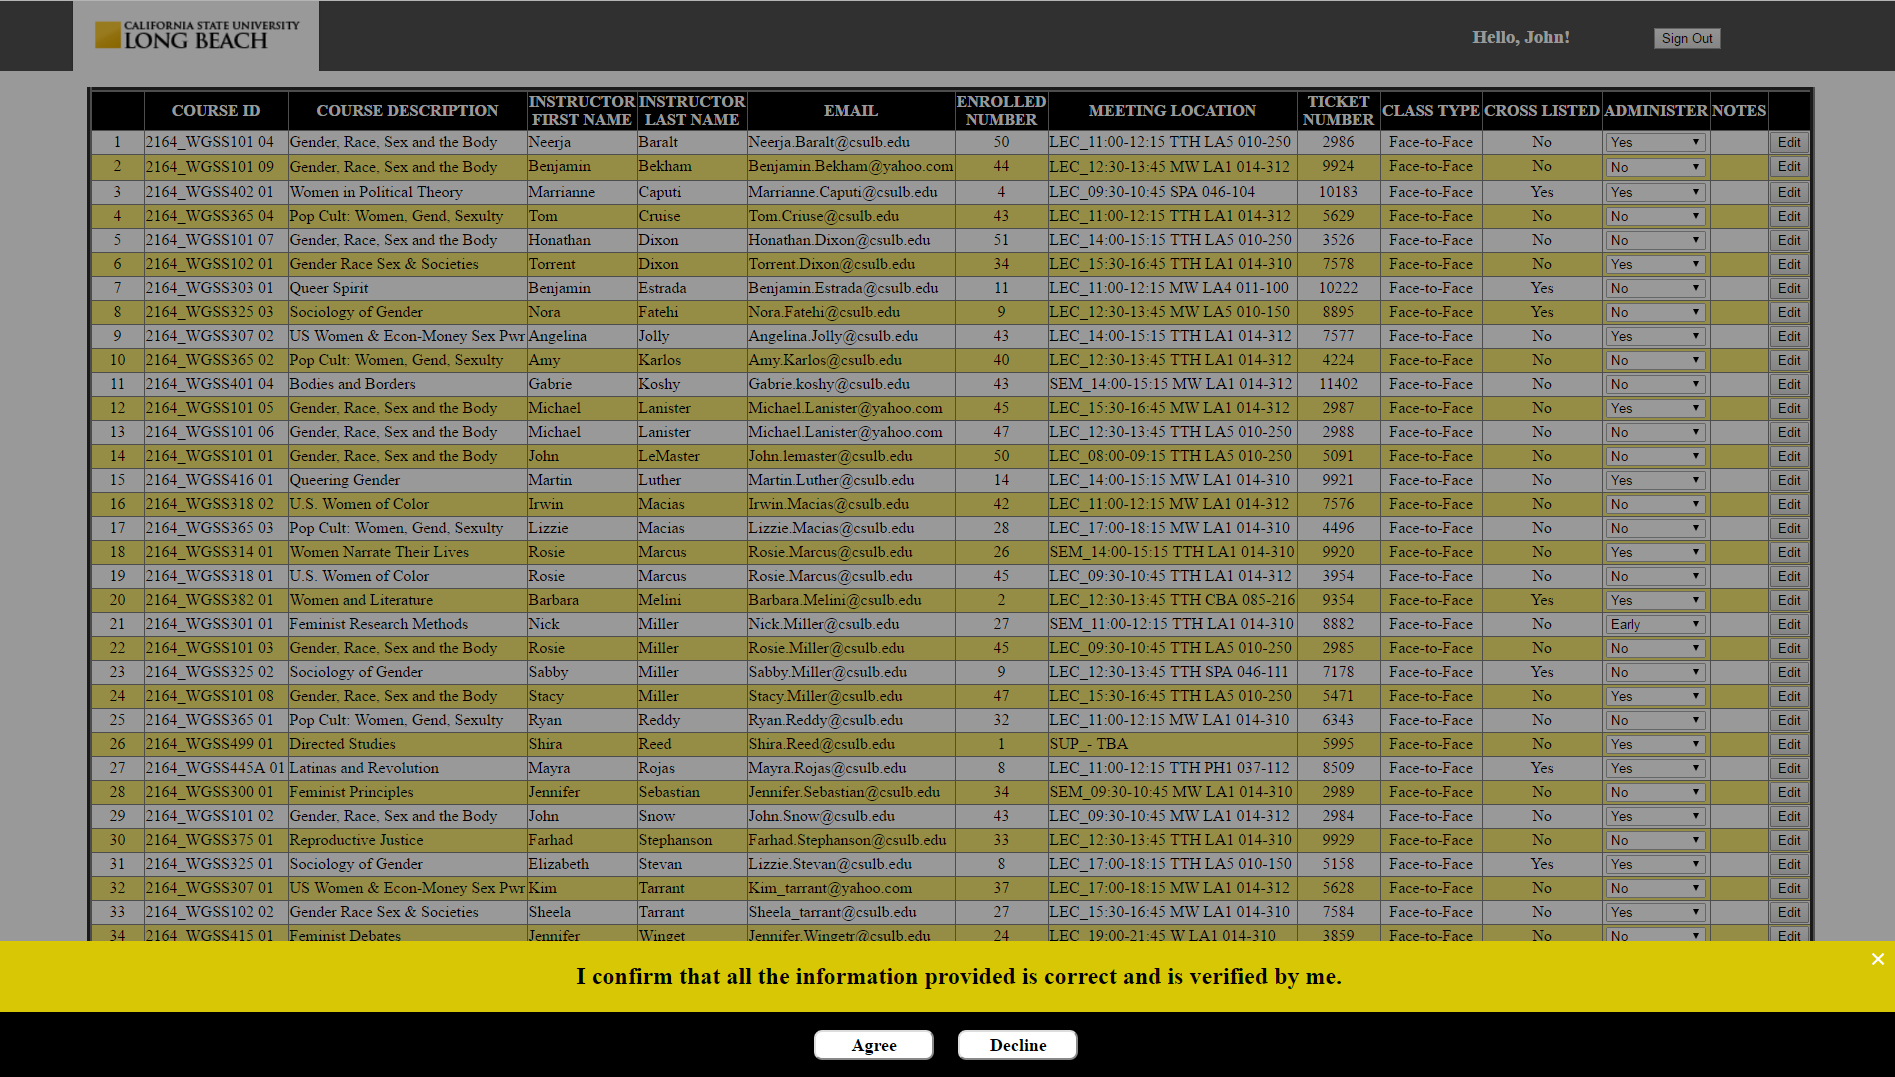 CALIFORNIA STATE UNIVERSITY
LONG BEACH
Hello, John!
Sign Out
COURSE ID COURSE DESCRIPTION INSTRUCTOR FIRST NAME INSTRUCTOR LAST NAME EMAIL ENROLLED NUMBER MEETING LOCATION TICKET NUMBER CLASS TYPE CROSS LISTED ADMINISTER NOTES
1 2164_WGSS101 04 Gender, Race, Sex and the Body Neerja Baralt Neerja.Baralt@csulb.edu 50 LEC_11:00-12:15 TTH LA5 010-250 2986 Face-to-Face No Yes Edit
2 2164_WGSS101 09 Gender, Race, Sex and the Body Benjamin Bekham Benjamin.Bekham@yahoo.com 44 LEC_12:30-13:45 MW LA1 014-312 9924 Face-to-Face No No Edit
3 2164_WGSS402 01 Women in Political Theory Marrianne Caputi Marrianne.Caputi@csulb.edu 4 LEC_09:30-10:45 SPA 046-104 10183 Face-to-Face Yes Yes Edit
4 2164_WGSS365 04 Pop Cult: Women, Gend, Sexulty Tom Cruise Tom.Criuse@csulb.edu 43 LEC_11:00-12:15 TTH LA1 014-312 5629 Face-to-Face No No Edit
5 2164_WGSS101 07 Gender, Race, Sex and the Body Honathan Dixon Honathan.Dixon@csulb.edu 51 LEC_14:00-15:15 TTH LA5 010-250 3526 Face-to-Face No No Edit
6 2164_WGSS102 01 Gender Race Sex & Societies Torrent Dixon Torrent.Dixon@csulb.edu 34 LEC_15:30-16:45 TTH LA1 014-310 7578 Face-to-Face No Yes Edit
7 2164_WGSS303 01 Queer Spirit Benjamin Estrada Benjamin.Estrada@csulb.edu 11 LEC_11:00-12:15 MW LA4 011-100 10222 Face-to-Face Yes No Edit
8 2164_WGSS325 03 Sociology of Gender Nora Fatehi Nora.Fatehi@csulb.edu 9 LEC_12:30-13:45 MW LA5 010-150 8895 Face-to-Face Yes No Edit
9 2164_WGSS307 02 US Women & Econ-Money Sex Pwr Angelina Jolly Angelina.Jolly@csulb.edu 43 LEC_14:00-15:15 TTH LA1 014-312 7577 Face-to-Face No Yes Edit
10 2164_WGSS365 02 Pop Cult: Women, Gend, Sexulty Amy Karlos Amy.Karlos@csulb.edu 40 LEC_12:30-13:45 TTH LA1 014-312 4224 Face-to-Face No No Edit
11 2164_WGSS401 04 Bodies and Borders Gabrie Koshy Gabrie.koshy@csulb.edu 43 SEM_14:00-15:15 MW LA1 014-312 11402 Face-to-Face No No Edit
12 2164_WGSS101 05 Gender, Race, Sex and the Body Michael Lanister Michael.Lanister@yahoo.com 45 LEC_15:30-16:45 MW LA1 014-312 2987 Face-to-Face No Yes Edit
13 2164_WGSS101 06 Gender, Race, Sex and the Body Michael Lanister Michael.Lanister@yahoo.com 47 LEC_12:30-13:45 TTH LA5 010-250 2988 Face-to-Face No No Edit
14 2164_WGSS101 01 Gender, Race, Sex and the Body John LeMaster John.lemaster@csulb.edu 50 LEC_08:00-09:15 TTH LA5 010-250 5091 Face-to-Face No No Edit
15 2164_WGSS416 01 Queering Gender Martin Luther Martin.Luther@csulb.edu 14 LEC_14:00-15:15 MW LA1 014-310 9921 Face-to-Face No Yes Edit
16 2164_WGSS318 02 U.S. Women of Color Irwin Macias Irwin.Macias@csulb.edu 42 LEC_11:00-12:15 MW LA1 014-312 7576 Face-to-Face No No Edit
17 2164_WGSS365 03 Pop Cult: Women, Gend, Sexulty Lizzie Macias Lizzie.Macias@csulb.edu 28 LEC_17:00-18:15 MW LA1 014-310 4496 Face-to-Face No No Edit
18 2164_WGSS314 01 Women Narrate Their Lives Rosie Marcus Rosie.Marcus@csulb.edu 26 SEM_14:00-15:15 TTH LA1 014-310 9920 Face-to-Face No Yes Edit
19 2164_WGSS318 01 U.S. Women of Color Rosie Marcus Rosie.Marcus@csulb.edu 45 LEC_09:30-10:45 TTH LA1 014-312 3954 Face-to-Face No No Edit
20 2164_WGSS382 01 Women and Literature Barbara Melini Barbara.Melini@csulb.edu 2 LEC_12:30-13:45 TTH CBA 085-216 9354 Face-to-Face Yes Yes Edit
21 2164_WGSS301 01 Feminist Research Methods Nick Miller Nick.Miller@csulb.edu 27 SEM_11:00-12:15 TTH LA1 014-310 8882 Face-to-Face No Early Edit
22 2164_WGSS101 03 Gender, Race, Sex and the Body Rosie Miller Rosie.Miller@csulb.edu 45 LEC_09:30-10:45 TTH LA5 010-250 2985 Face-to-Face No No Edit
23 2164_WGSS325 02 Sociology of Gender Sabby Miller Sabby.Miller@csulb.edu 9 LEC_12:30-13:45 TTH SPA 046-111 7178 Face-to-Face Yes No Edit
24 2164_WGSS101 08 Gender, Race, Sex and the Body Stacy Miller Stacy.Miller@csulb.edu 47 LEC_15:30-16:45 TTH LA5 010-250 5471 Face-to-Face No Yes Edit
25 2164_WGSS365 01 Pop Cult: Women, Gend, Sexulty Ryan Reddy Ryan.Reddy@csulb.edu 32 LEC_11:00-12:15 MW LA1 014-310 6343 Face-to-Face No No Edit
26 2164_WGSS499 01 Directed Studies Shira Reed Shira.Reed@csulb.edu 1 SUP_- TBA 5995 Face-to-Face No Yes Edit
27 2164_WGSS445A 01 Latinas and Revolution Mayra Rojas Mayra.Rojas@csulb.edu 8 LEC_11:00-12:15 TTH PH1 037-112 8509 Face-to-Face Yes Yes Edit
28 2164_WGSS300 01 Feminist Principles Jennifer Sebastian Jennifer.Sebastian@csulb.edu 34 SEM_09:30-10:45 MW LA1 014-310 2989 Face-to-Face No No Edit
29 2164_WGSS101 02 Gender, Race, Sex and the Body John Snow John.Snow@csulb.edu 43 LEC_09:30-10:45 MW LA1 014-312 2984 Face-to-Face No Yes Edit
30 2164_WGSS375 01 Reproductive Justice Farhad Stephanson Farhad.Stephanson@csulb.edu 33 LEC_12:30-13:45 TTH LA1 014-310 9929 Face-to-Face No No Edit
31 2164_WGSS325 01 Sociology of Gender Elizabeth Stevan Lizzie.Stevan@csulb.edu 8 LEC_17:00-18:15 TTH LA5 010-150 5158 Face-to-Face Yes Yes Edit
32 2164_WGSS307 01 US Women & Econ-Money Sex Pwr Kim Tarrant Kim_tarrant@yahoo.com 37 LEC_17:00-18:15 MW LA1 014-312 5628 Face-to-Face No No Edit
33 2164_WGSS102 02 Gender Race Sex & Societies Sheela Tarrant Sheela_tarrant@csulb.edu 27 LEC_15:30-16:45 MW LA1 014-310 7584 Face-to-Face No Yes Edit
34 2164_WGSS415 01 Feminist Debates Jennifer Winget Jennifer.Wingetr@csulb.edu 24 LEC_19:00-21:45 W LA1 014-310 3859 Face-to-Face No No Edit
I confirm that all the information provided is correct and is verified by me.
Agree Decline